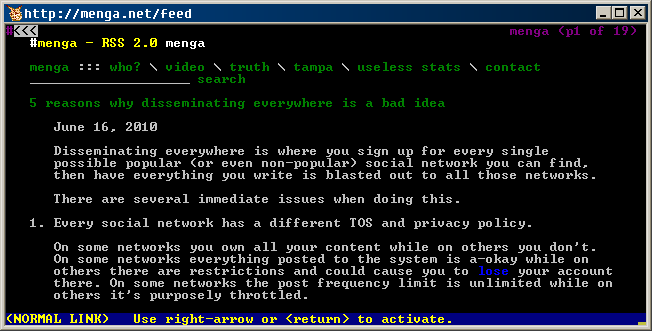 http://menga.net/feed
#<<< menga (p1 of 19)
#menga - RSS 2.0 menga
menga ::: who? \ video \ truth \ tampa \ useless stats \ contact
____________________ search
5 reasons why disseminating everywhere is a bad idea
June 16, 2010
Disseminating everywhere is where you sign up for every single
possible popular (or even non-popular) social network you can find,
then have everything you write is blasted out to all those networks.
There are several immediate issues when doing this.
1. Every social network has a different TOS and privacy policy.
On some networks you own all your content while on others you don't.
On some networks everything posted to the system is a-okay while on
others there are restrictions and could cause you to lose your account
there. On some networks the post frequency limit is unlimited while on
others it's purposely throttled.
(NORMAL LINK) Use right-arrow or <return> to activate.